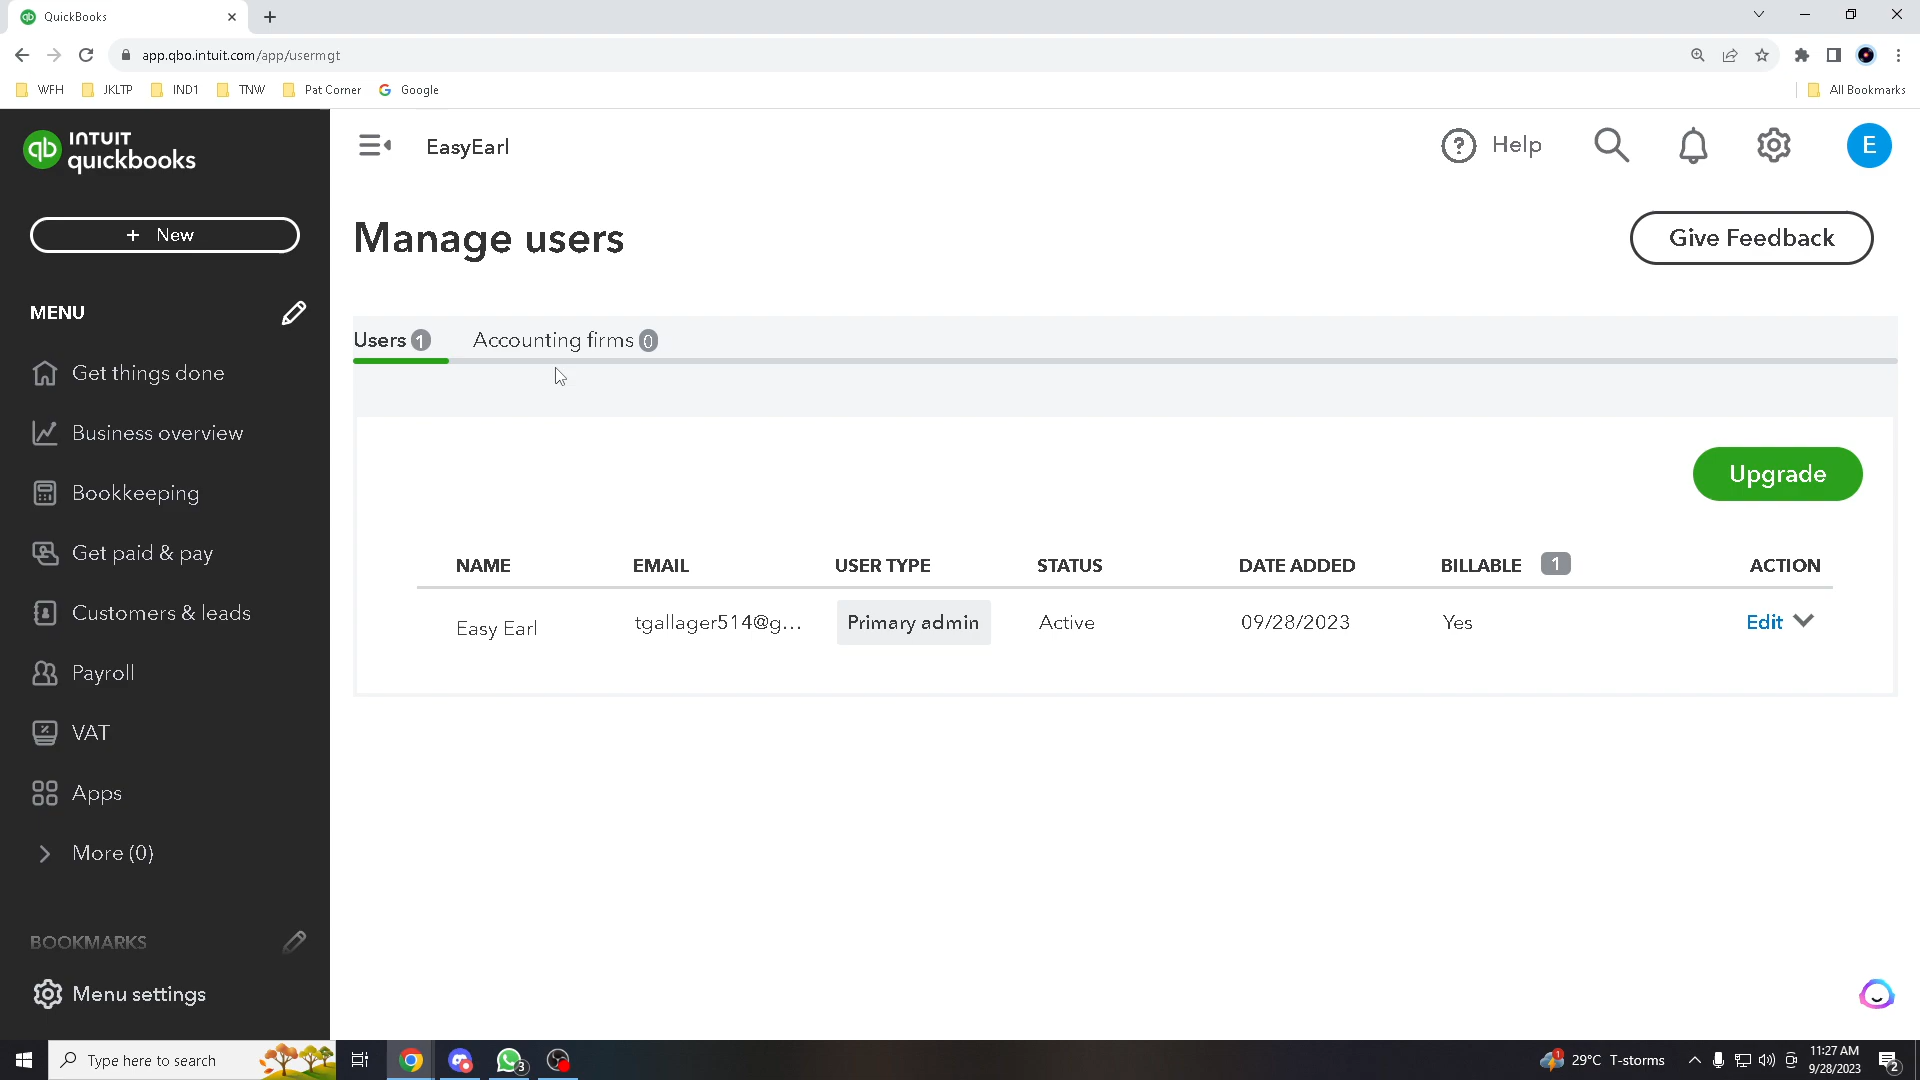 QuickBooks
app.qbo.intuit.com/app/usermgt
WFH JKLTP IND1 TNW Pat Corner Google All Bookmarks
qb INTUIT quickbooks
EasyEarl
Help
E
+ New
Manage users
Give Feedback
MENU
Users 1 Accounting firms 0
Get things done
Business overview
Upgrade
Bookkeeping
Get paid & pay
NAME EMAIL USER TYPE STATUS DATE ADDED BILLABLE 1 ACTION
Easy Earl tgallager514@g... Primary admin Active 09/28/2023 Yes Edit
Customers & leads
Payroll
VAT
Apps
More (0)
BOOKMARKS
Menu settings
Type here to search
3
1
29°C T-storms
11:27 AM
9/28/2023
2